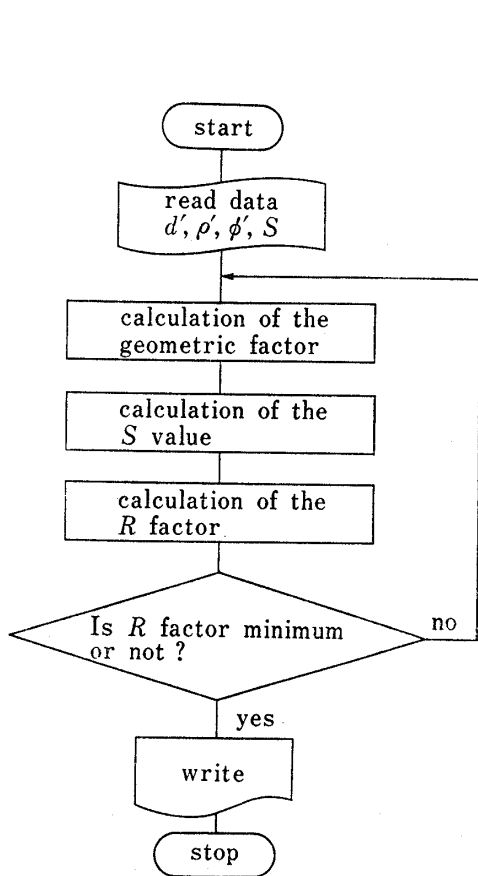 start
read data
d′, ρ′, ϕ′, S
calculation of the
geometric factor
calculation of the
S value
calculation of the
R factor
Is R factor minimum
or not ?
no
yes
write
stop